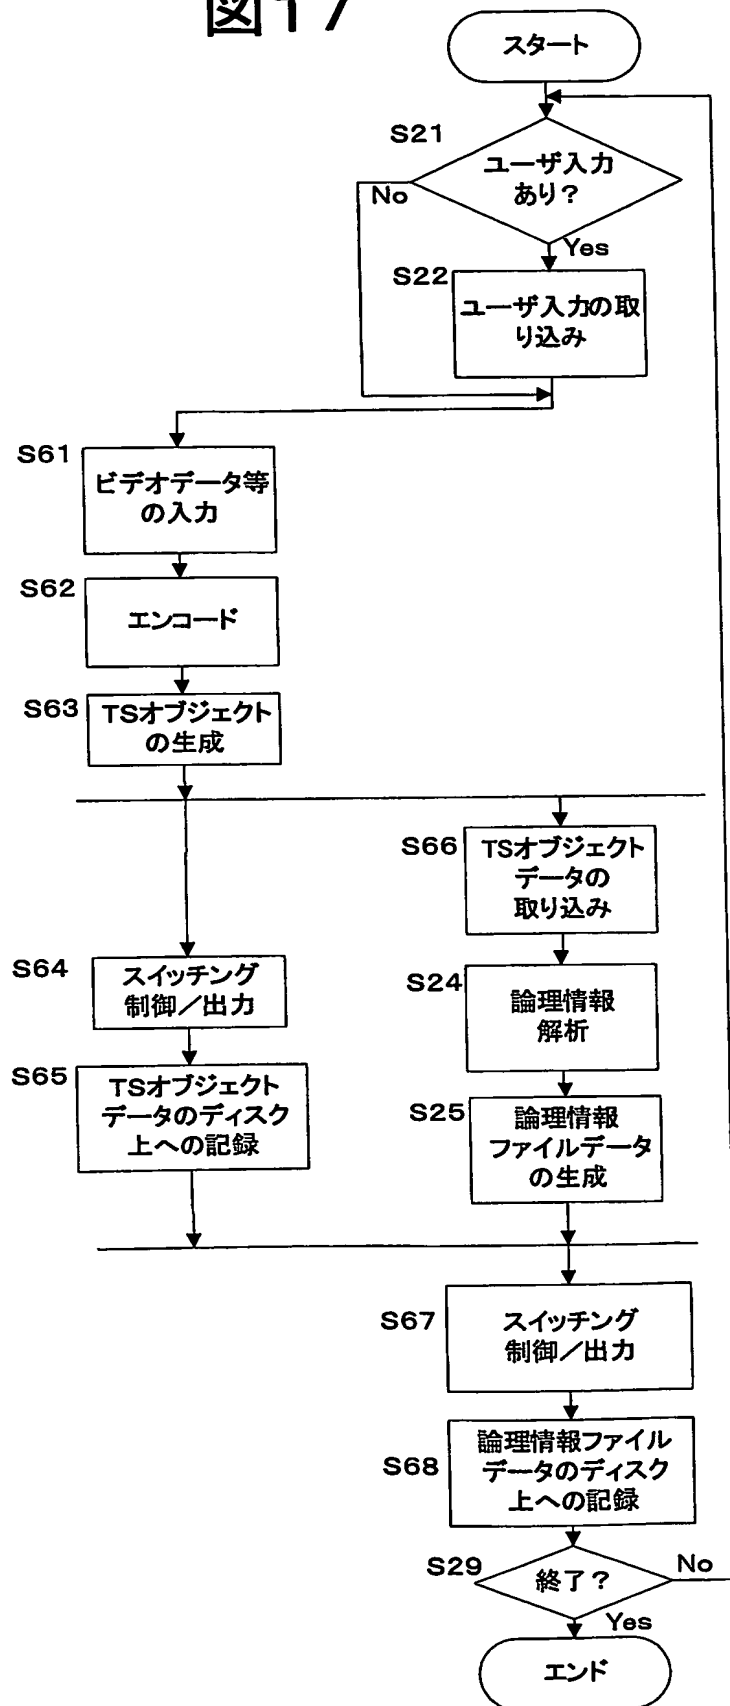 図17
スタート
S21
ユーザ入力
あり？
No
Yes
S22
ユーザ入力の取
り込み
S61
ビデオデータ等
の入力
S62
エンコード
S63
TSオブジェクト
の生成
S66
TSオブジェクト
データの
取り込み
S64
スイッチング
制御／出力
S24
論理情報
解析
S65
TSオブジェクト
データのディスク
上への記録
S25
論理情報
ファイルデータ
の生成
S67
スイッチング
制御／出力
S68
論理情報ファイル
データのディスク
上への記録
S29
終了？
No
Yes
エンド